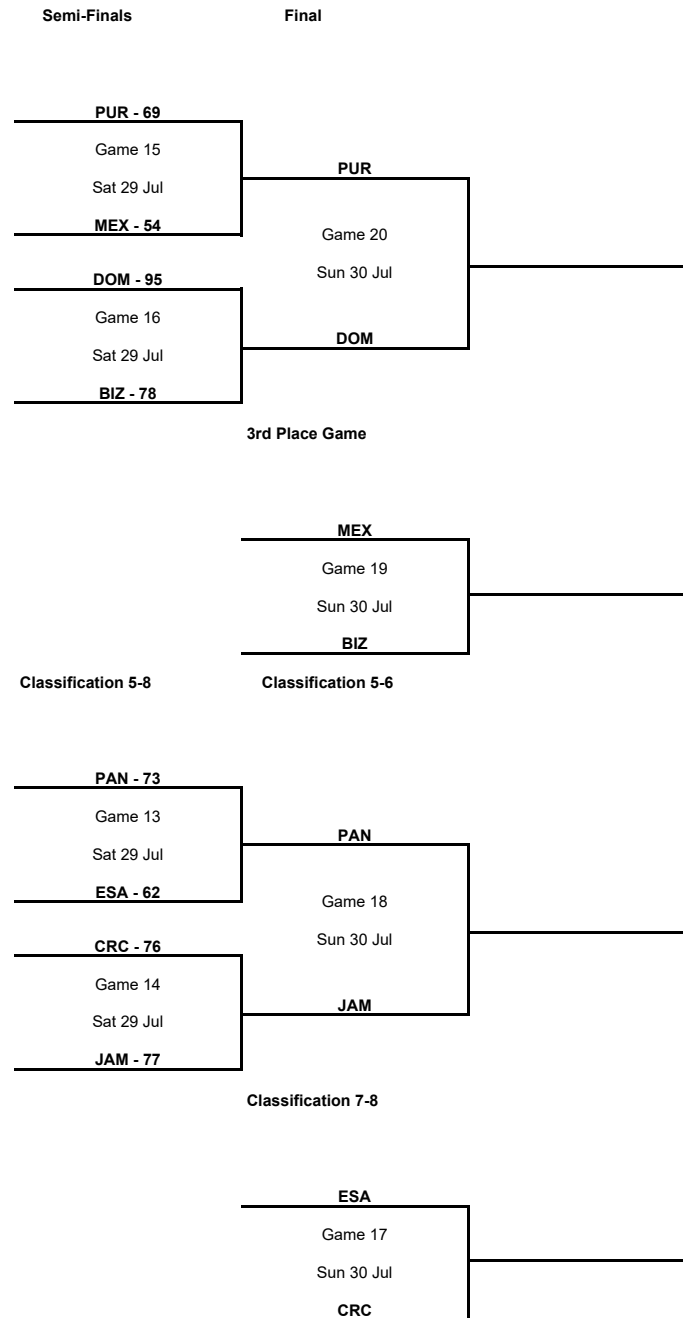 Semi-Finals Final
PUR - 69
Game 15
Sat 29 Jul
MEX - 54
PUR
Game 20
Sun 30 Jul
DOM
DOM - 95
Game 16
Sat 29 Jul
BIZ - 78
3rd Place Game
MEX
Game 19
Sun 30 Jul
BIZ
Classification 5-8 Classification 5-6
PAN - 73
Game 13
Sat 29 Jul
ESA - 62
PAN
Game 18
Sun 30 Jul
JAM
CRC - 76
Game 14
Sat 29 Jul
JAM - 77
Classification 7-8
ESA
Game 17
Sun 30 Jul
CRC